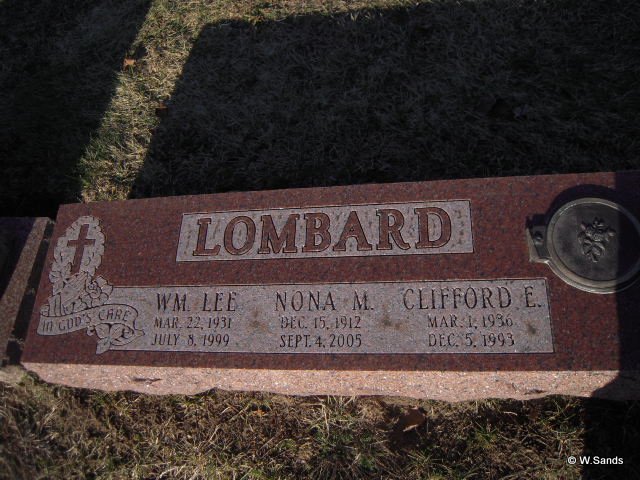 LOMBARD
IN GOD'S CARE
WM. LEE
MAR. 22, 1931
JULY 8, 1999
NONA M.
DEC. 15, 1912
SEPT. 4, 2005
CLIFFORD E.
MAR. 1, 1936
DEC. 5, 1993
© W.Sands